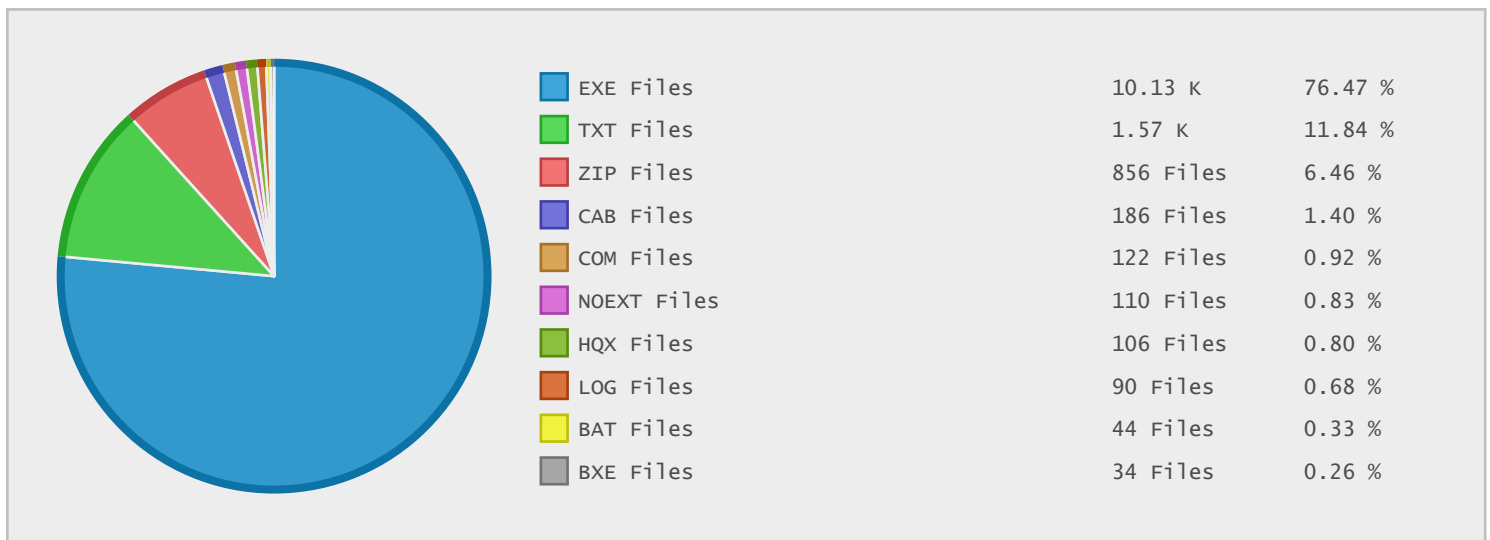 EXE Files 10.13 K 76.47 %
TXT Files 1.57 K 11.84 %
ZIP Files 856 Files 6.46 %
CAB Files 186 Files 1.40 %
COM Files 122 Files 0.92 %
NOEXT Files 110 Files 0.83 %
HQX Files 106 Files 0.80 %
LOG Files 90 Files 0.68 %
BAT Files 44 Files 0.33 %
BXE Files 34 Files 0.26 %